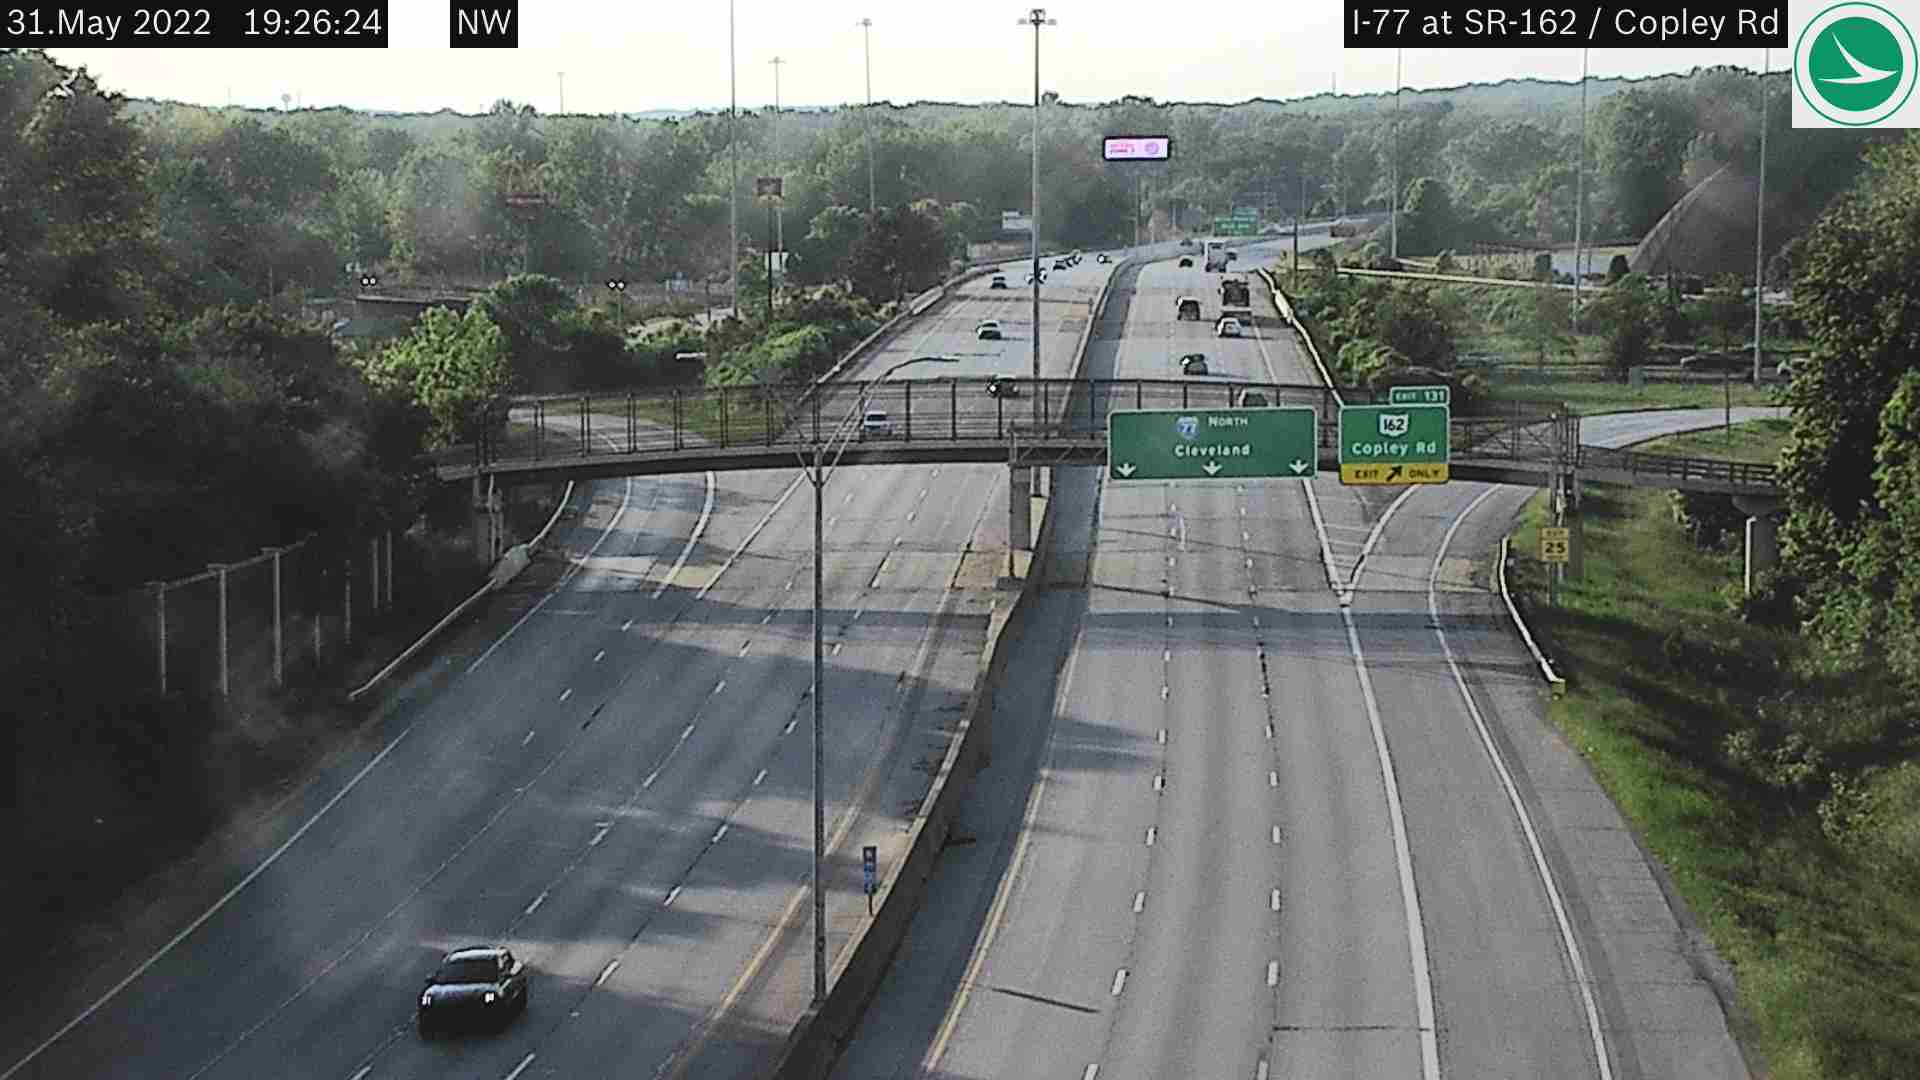 31.May 2022 19:26:24
NW
I-77 at SR-162 / Copley Rd
EXIT 131
77 NORTH
Cleveland
162
Copley Rd
EXIT ONLY
25